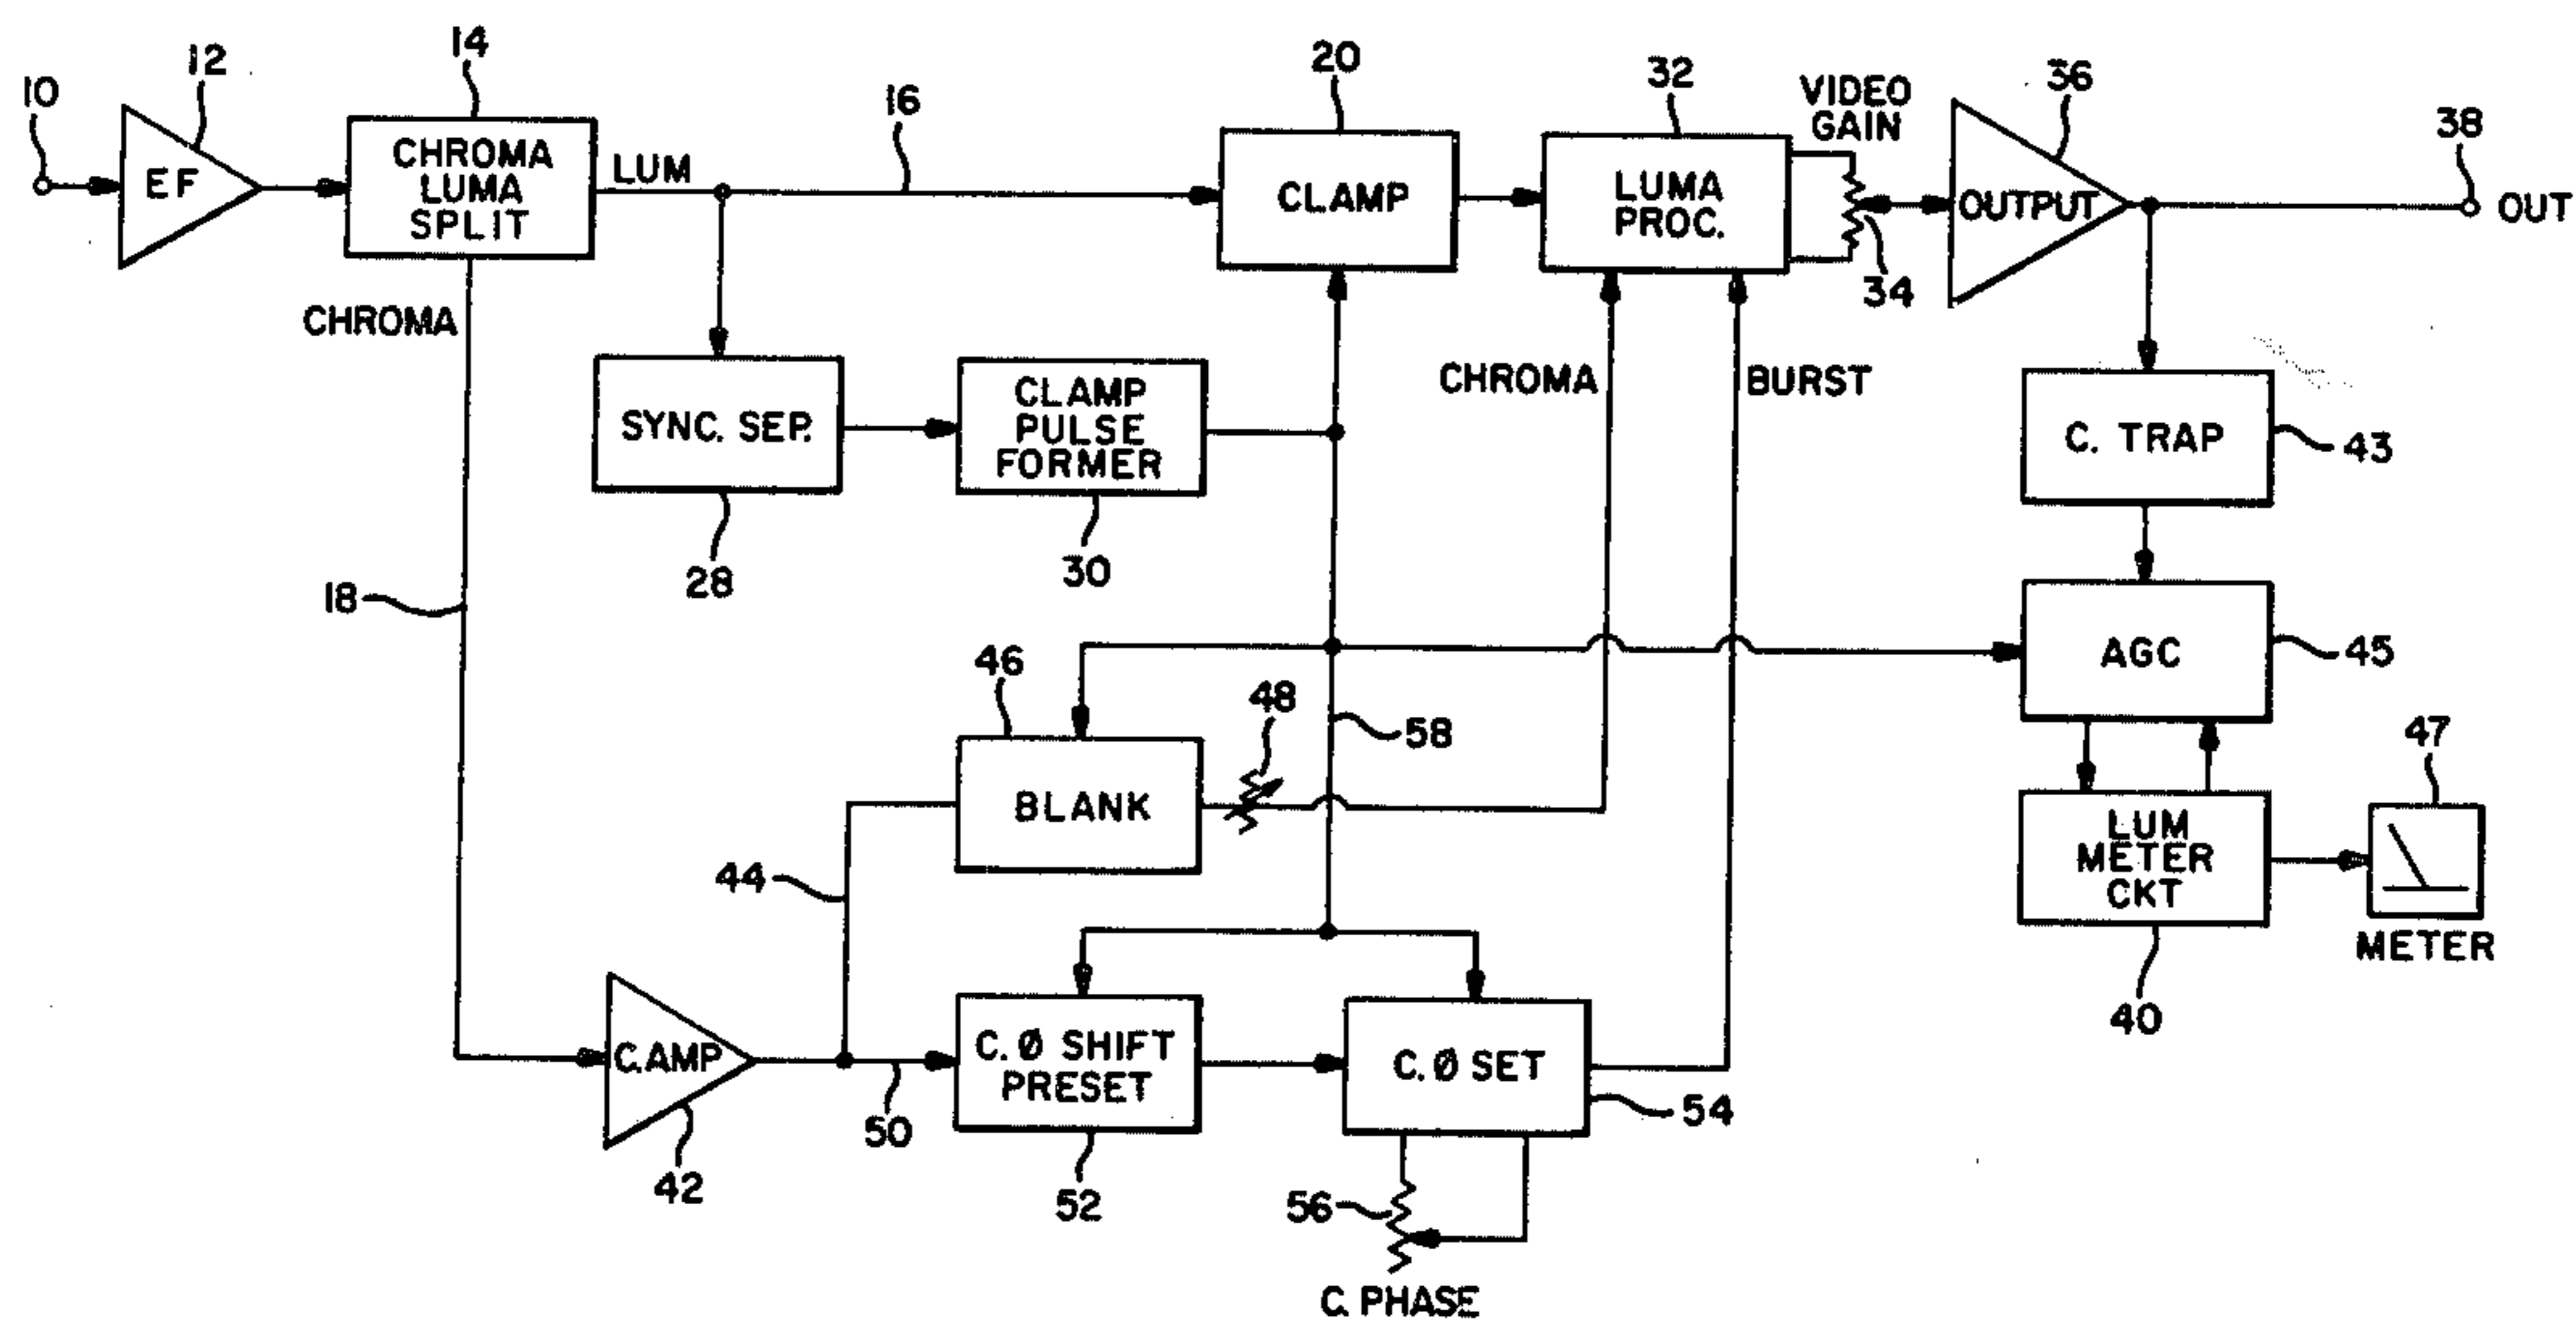 10
12
14
16
20
32
VIDEO
GAIN
36
38
EF
CHROMA
LUMA
SPLIT
LUM
CLAMP
LUMA
PROC.
34
OUTPUT
OUT
CHROMA
SYNC. SEP.
28
CLAMP
PULSE
FORMER
30
CHROMA
BURST
C. TRAP
43
18
46
48
58
AGC
45
BLANK
44
LUM
METER
CKT
40
47
METER
C.AMP
42
50
C. Ø SHIFT
PRESET
52
C. Ø SET
54
56
C. PHASE